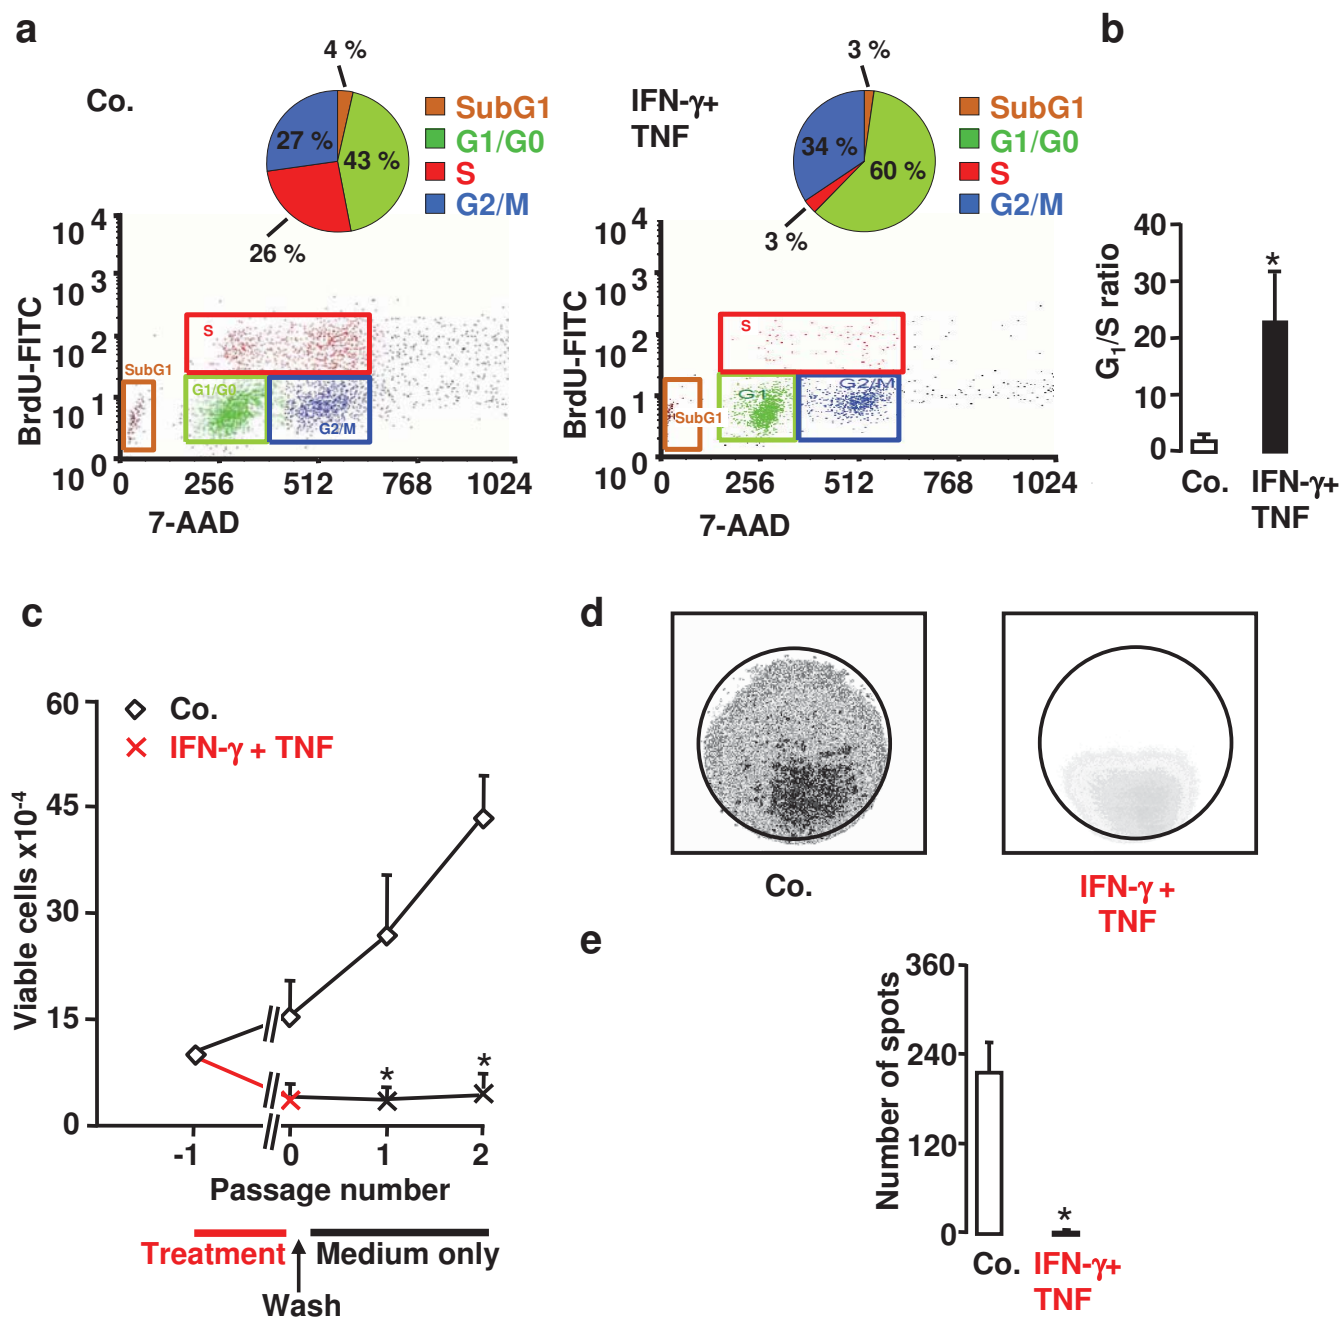 a
Co.
4 %
27 %
43 %
26 %
SubG1
G1/G0
S
G2/M
BrdU-FITC
10 4
10 3
10 2
10 1
10 0
S
SubG1
G1/G0
G2/M
0 256 512 768 1024
7-AAD
IFN-γ+
TNF
3 %
34 %
60 %
3 %
SubG1
G1/G0
S
G2/M
BrdU-FITC
10 4
10 3
10 2
10 1
10 0
S
SubG1
G1
G2/M
0 256 512 768 1024
7-AAD
b
G1/S ratio
40
30
20
10
0
*
Co.
IFN-γ+
TNF
c
Viable cells x10-4
60
45
30
15
0
Co.
IFN-γ + TNF
*
*
-1 0 1 2
Passage number
Treatment
Medium only
Wash
d
Co.
IFN-γ +
TNF
e
Number of spots
360
240
120
0
*
Co.
IFN-γ+
TNF